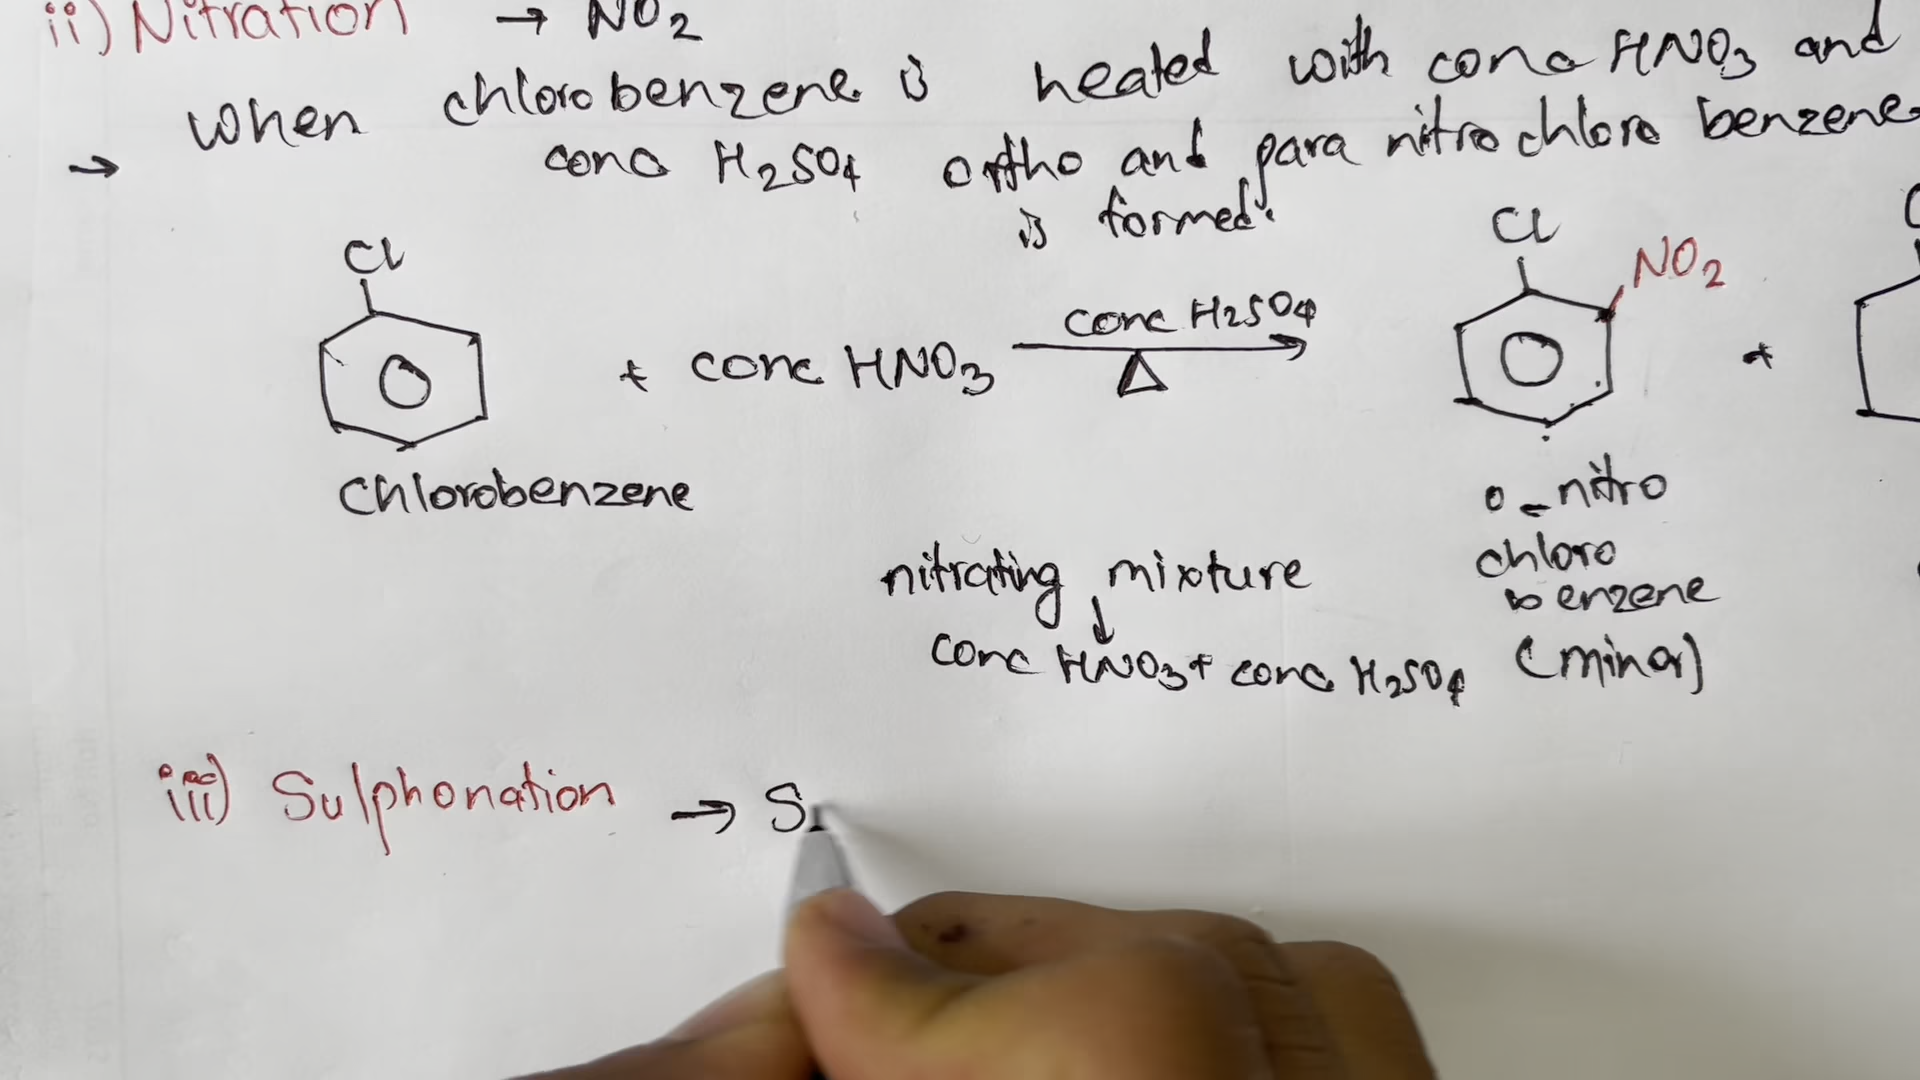 ii) Nitration → NO2
When chlorobenzene is heated with conc HNO3 and
→ conc H2SO4 ortho and para nitro chloro benzene
is formed.
Cl
Cl
NO2
+ conc HNO3
conc H2SO4
Δ
+
Chlorobenzene
o-nitro
chloro
benzene
(minor)
nitrating mixture
↓
conc HNO3 + conc H2SO4
iii) Sulphonation → S